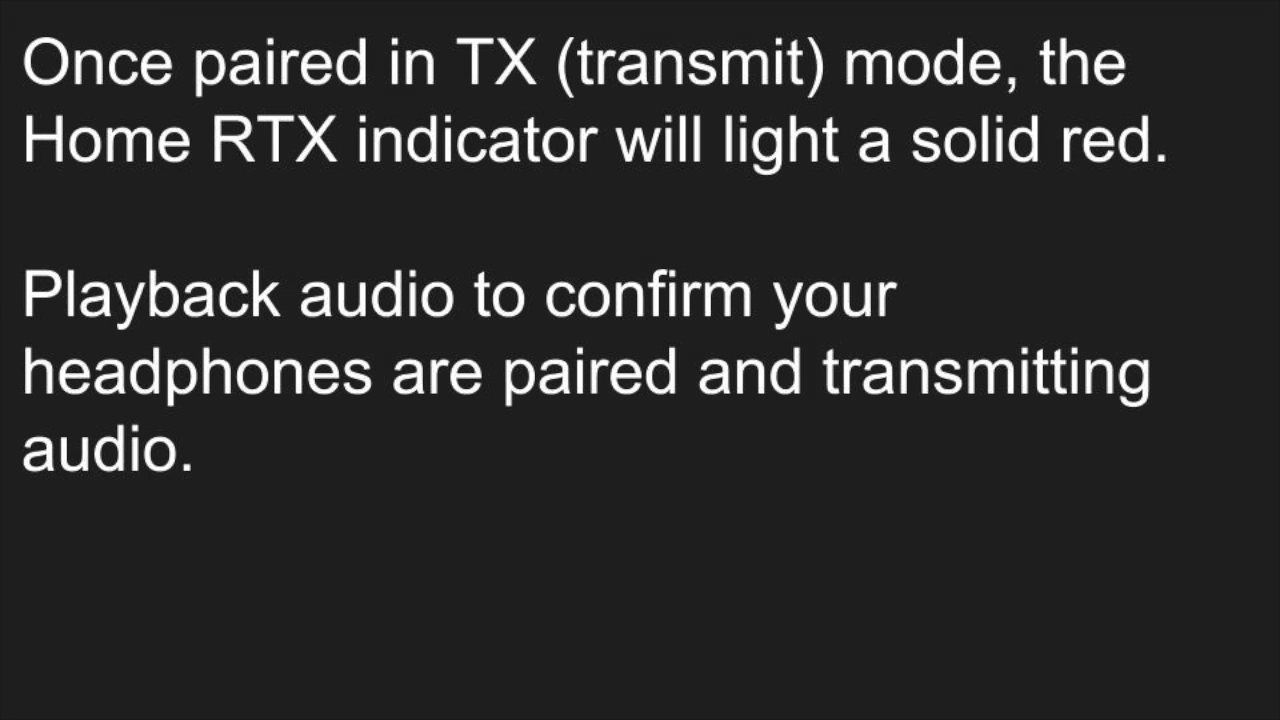 Once paired in TX (transmit) mode, the
Home RTX indicator will light a solid red.
Playback audio to confirm your
headphones are paired and transmitting
audio.